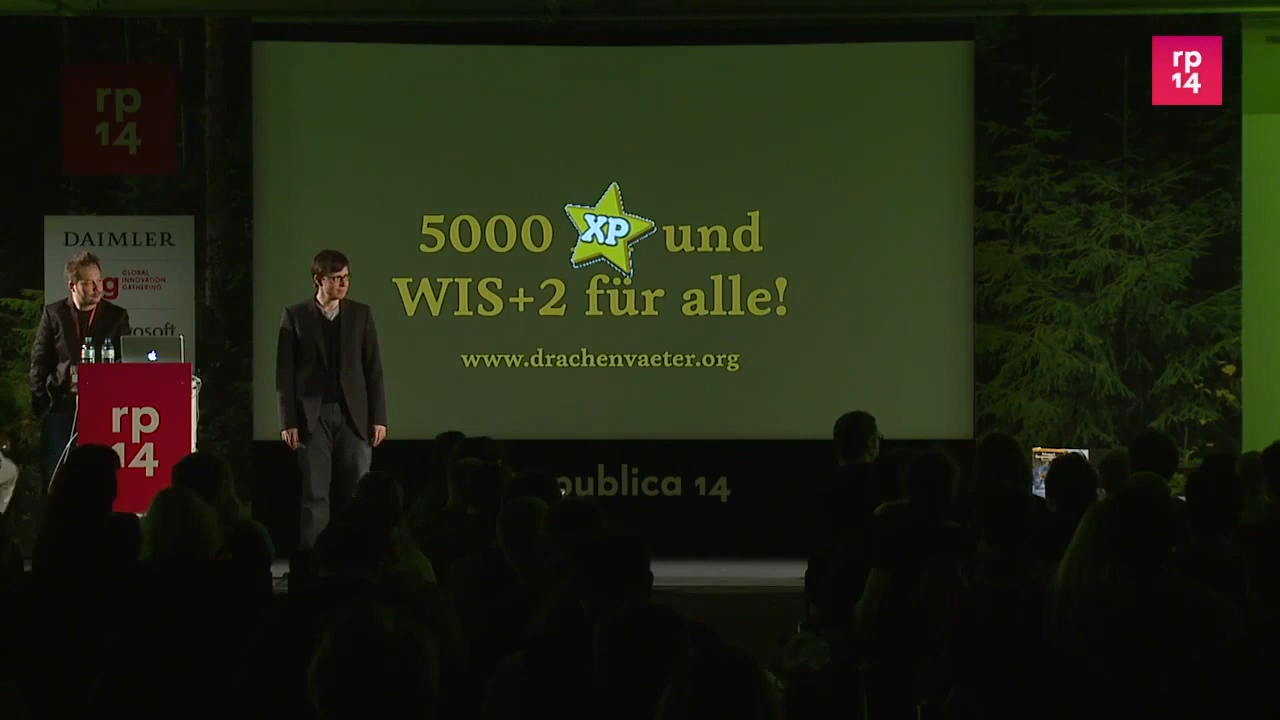 rp
14
rp
14
5000 XP und
WIS+2 für alle!
www.drachenvaeter.org
DAIMLER
g GLOBAL
INNOVATION
GATHERING
rosoft
rp
14
publica 14